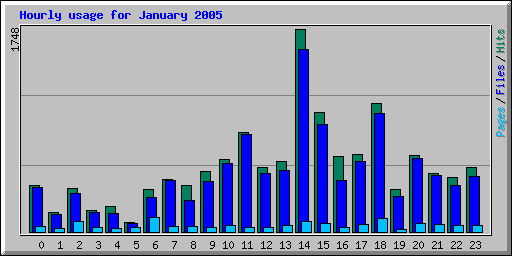 Hourly usage for January 2005
1748
Pages/Files/Hits
0 1 2 3 4 5 6 7 8 9 10 11 12 13 14 15 16 17 18 19 20 21 22 23